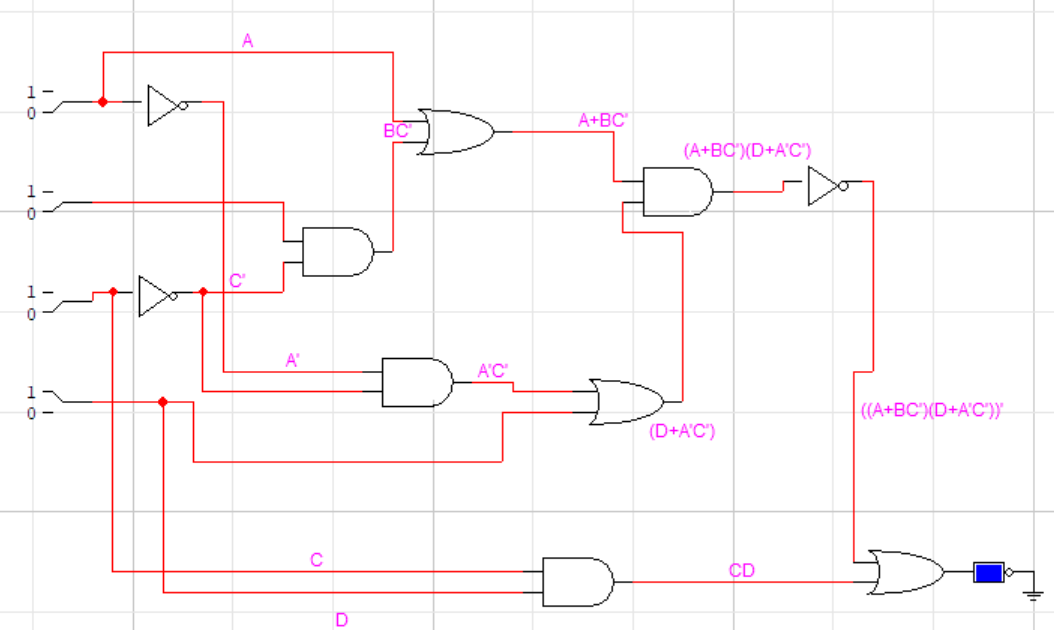 A
1
0
BC'
A+BC'
(A+BC')(D+A'C')
1
0
C'
1
0
A'
A'C'
1
0
(D+A'C')
((A+BC')(D+A'C'))'
C
CD
D